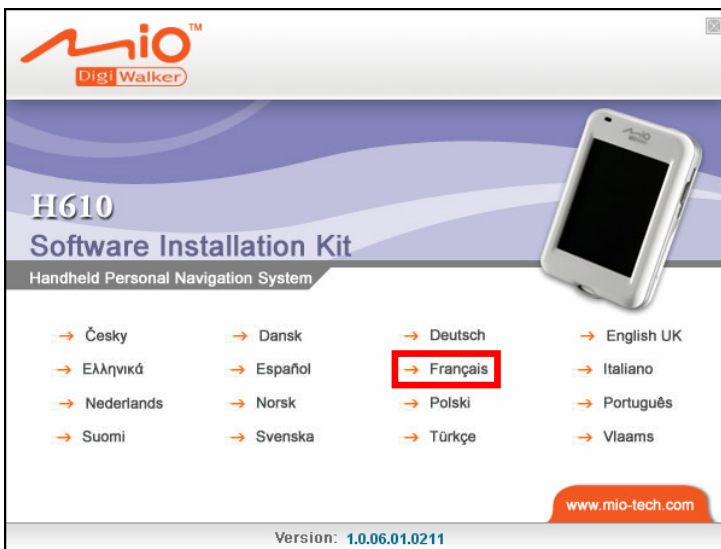 Mio™
Digi Walker
H610
Software Installation Kit
Handheld Personal Navigation System
Česky
Dansk
Deutsch
English UK
Ελληνικά
Español
Français
Italiano
Nederlands
Norsk
Polski
Português
Suomi
Svenska
Türkçe
Vlaams
www.mio-tech.com
Version: 1.0.06.01.0211